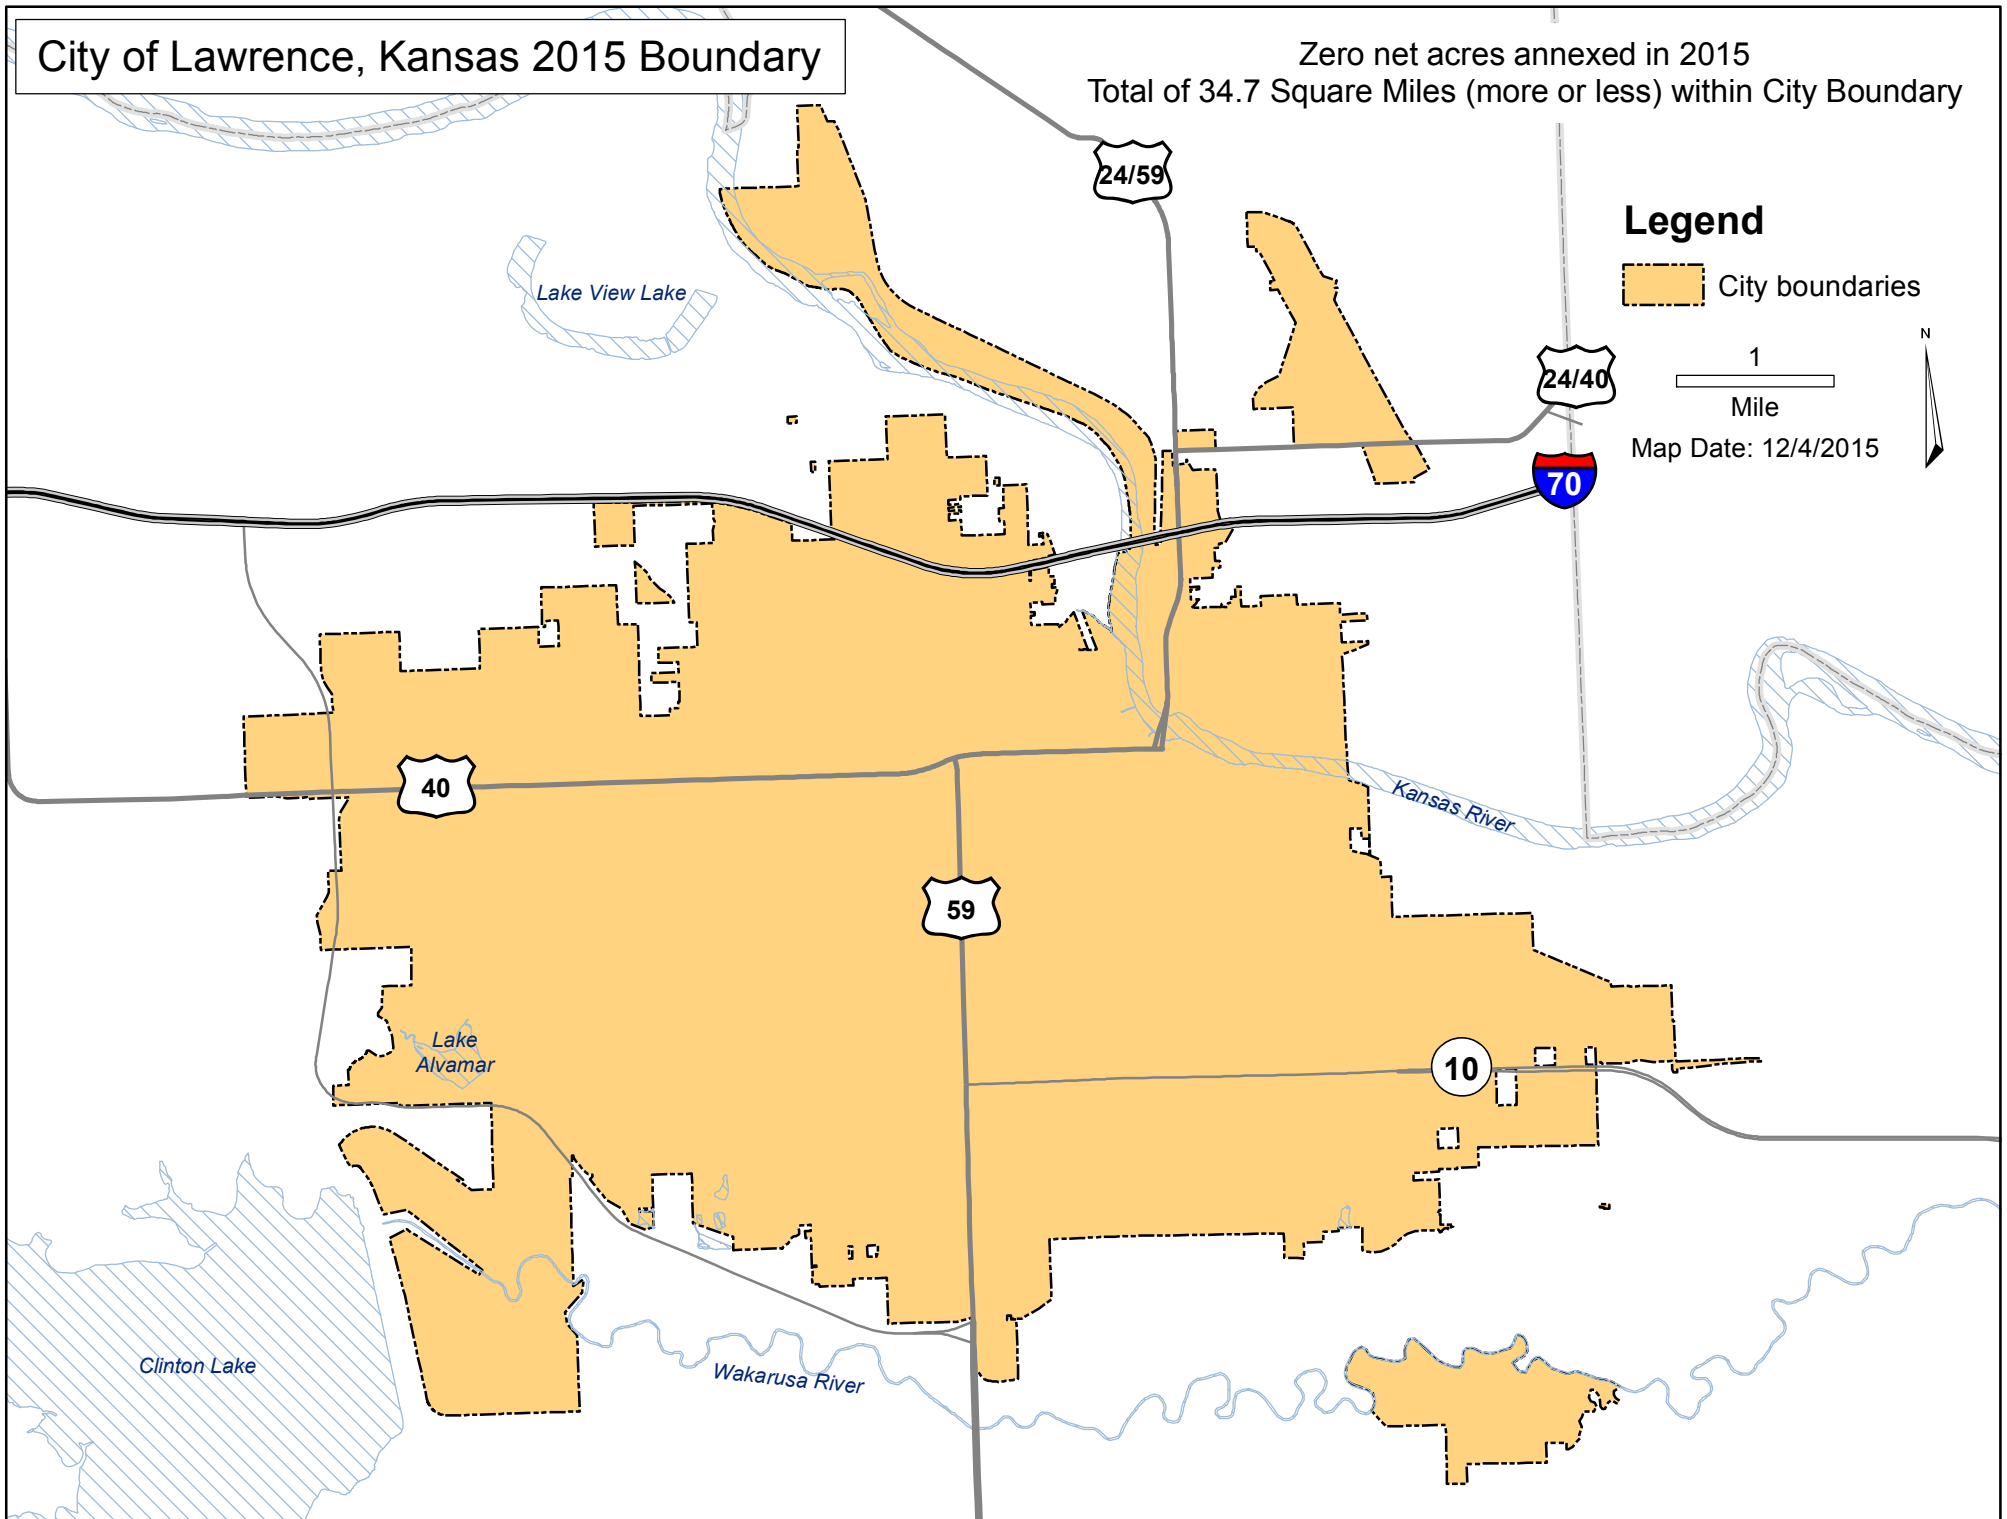 City of Lawrence, Kansas 2015 Boundary
Zero net acres annexed in 2015
Total of 34.7 Square Miles (more or less) within City Boundary
24/59
Legend
City boundaries
Lake View Lake
N
1
Mile
24/40
Map Date: 12/4/2015
70
40
Kansas River
59
Lake
Alvamar
10
Clinton Lake
Wakarusa River